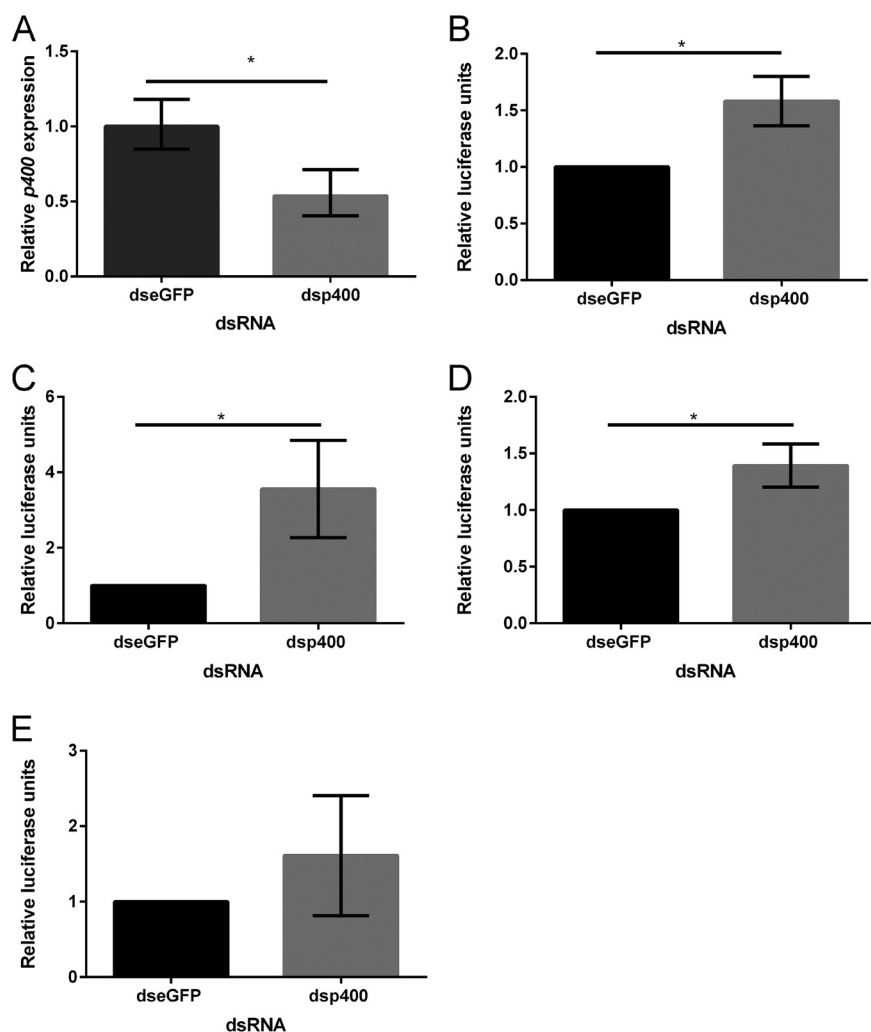 A
Relative p400 expression
1.5
1.0
0.5
0.0
*
dseGFP dsp400
dsRNA
B
Relative luciferase units
2.0
1.5
1.0
0.5
0.0
*
dseGFP dsp400
dsRNA
C
Relative luciferase units
6
4
2
0
*
dseGFP dsp400
dsRNA
D
Relative luciferase units
2.0
1.5
1.0
0.5
0.0
*
dseGFP dsp400
dsRNA
E
Relative luciferase units
3
2
1
0
dseGFP dsp400
dsRNA